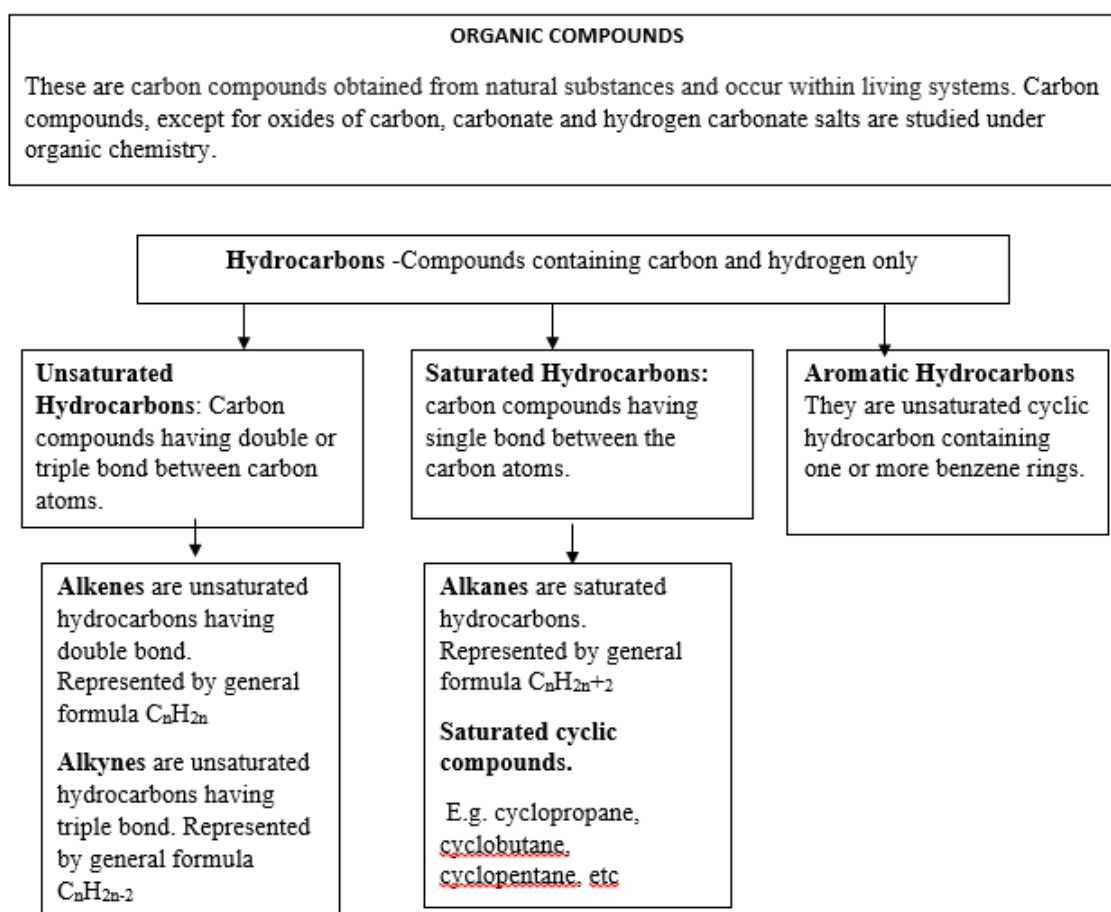 ORGANIC COMPOUNDS
These are carbon compounds obtained from natural substances and occur within living systems. Carbon
compounds, except for oxides of carbon, carbonate and hydrogen carbonate salts are studied under
organic chemistry.
Hydrocarbons -Compounds containing carbon and hydrogen only
Unsaturated
Hydrocarbons: Carbon
compounds having double or
triple bond between carbon
atoms.
Alkenes are unsaturated
hydrocarbons having
double bond.
Represented by general
formula CₙH₂ₙ
Alkynes are unsaturated
hydrocarbons having
triple bond. Represented
by general formula
CₙH₂ₙ₋₂
Saturated Hydrocarbons:
carbon compounds having
single bond between the
carbon atoms.
Alkanes are saturated
hydrocarbons.
Represented by general
formula CₙH₂ₙ+₂
Saturated cyclic
compounds.
E.g. cyclopropane,
cyclobutane,
cyclopentane, etc
Aromatic Hydrocarbons
They are unsaturated cyclic
hydrocarbon containing
one or more benzene rings.